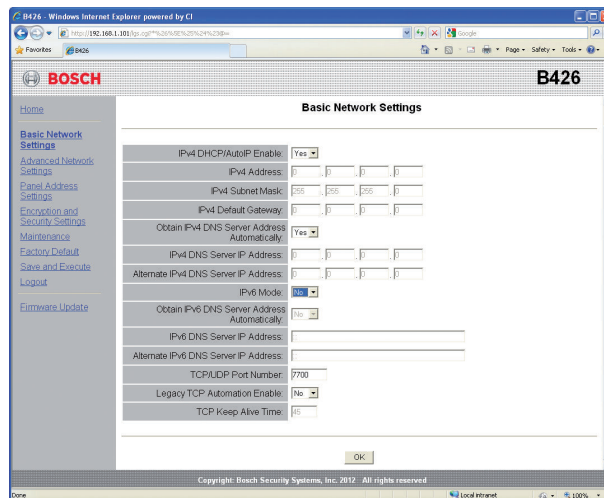 B426 - Windows Internet Explorer powered by CI
http://192.168.1.101/
Google
Favorites
B426
Page
Safety
Tools
BOSCH
B426
Home
Basic Network Settings
Basic Network
Settings
Advanced Network
Settings
Panel Address
Settings
Encryption and
Security Settings
Maintenance
Factory Default
Save and Execute
Logout
Firmware Update
IPv4 DHCP/AutoIP Enable: Yes
IPv4 Address: 0 . 0 . 0 . 0
IPv4 Subnet Mask: 255 . 255 . 255 . 0
IPv4 Default Gateway: 0 . 0 . 0 . 0
Obtain IPv4 DNS Server Address
Automatically: Yes
IPv4 DNS Server IP Address: 0 . 0 . 0 . 0
Alternate IPv4 DNS Server IP Address: 0 . 0 . 0 . 0
IPv6 Mode: No
Obtain IPv6 DNS Server Address
Automatically: No
IPv6 DNS Server IP Address: ::
Alternate IPv6 DNS Server IP Address: ::
TCP/UDP Port Number: 7700
Legacy TCP Automation Enable: No
TCP Keep Alive Time: 45
OK
Copyright: Bosch Security Systems, Inc. 2012 All rights reserved
Done
Local intranet
100%